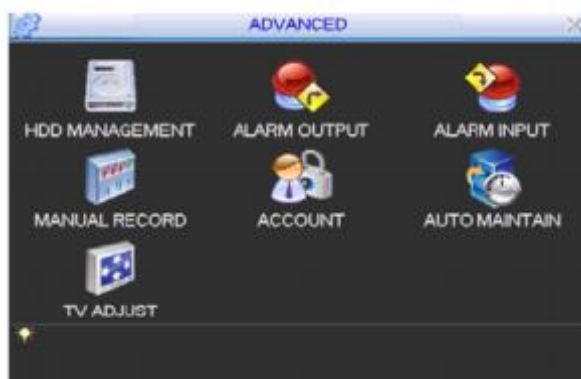 ADVANCED
HDD MANAGEMENT ALARM OUTPUT ALARM INPUT
MANUAL RECORD ACCOUNT AUTO MAINTAIN
TV ADJUST